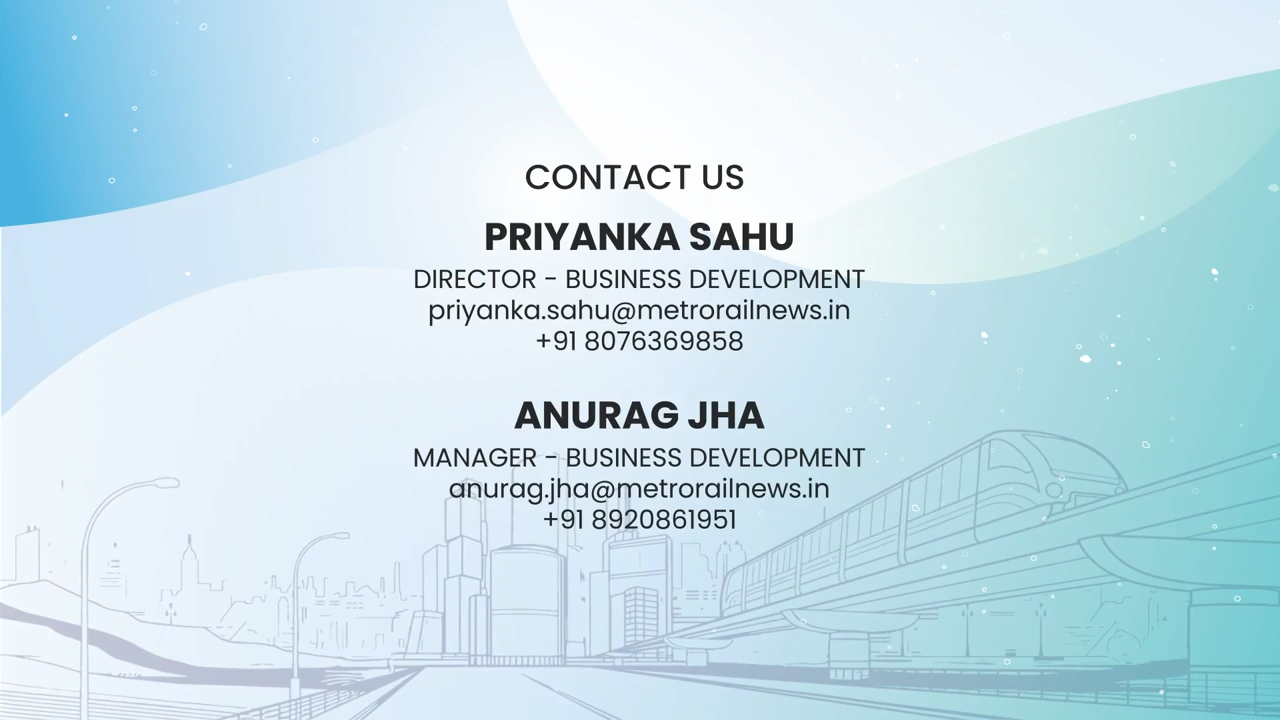 CONTACT US
PRIYANKA SAHU
DIRECTOR - BUSINESS DEVELOPMENT
priyanka.sahu@metrorailnews.in
+91 8076369858
ANURAG JHA
MANAGER - BUSINESS DEVELOPMENT
anurag.jha@metrorailnews.in
+91 8920861951